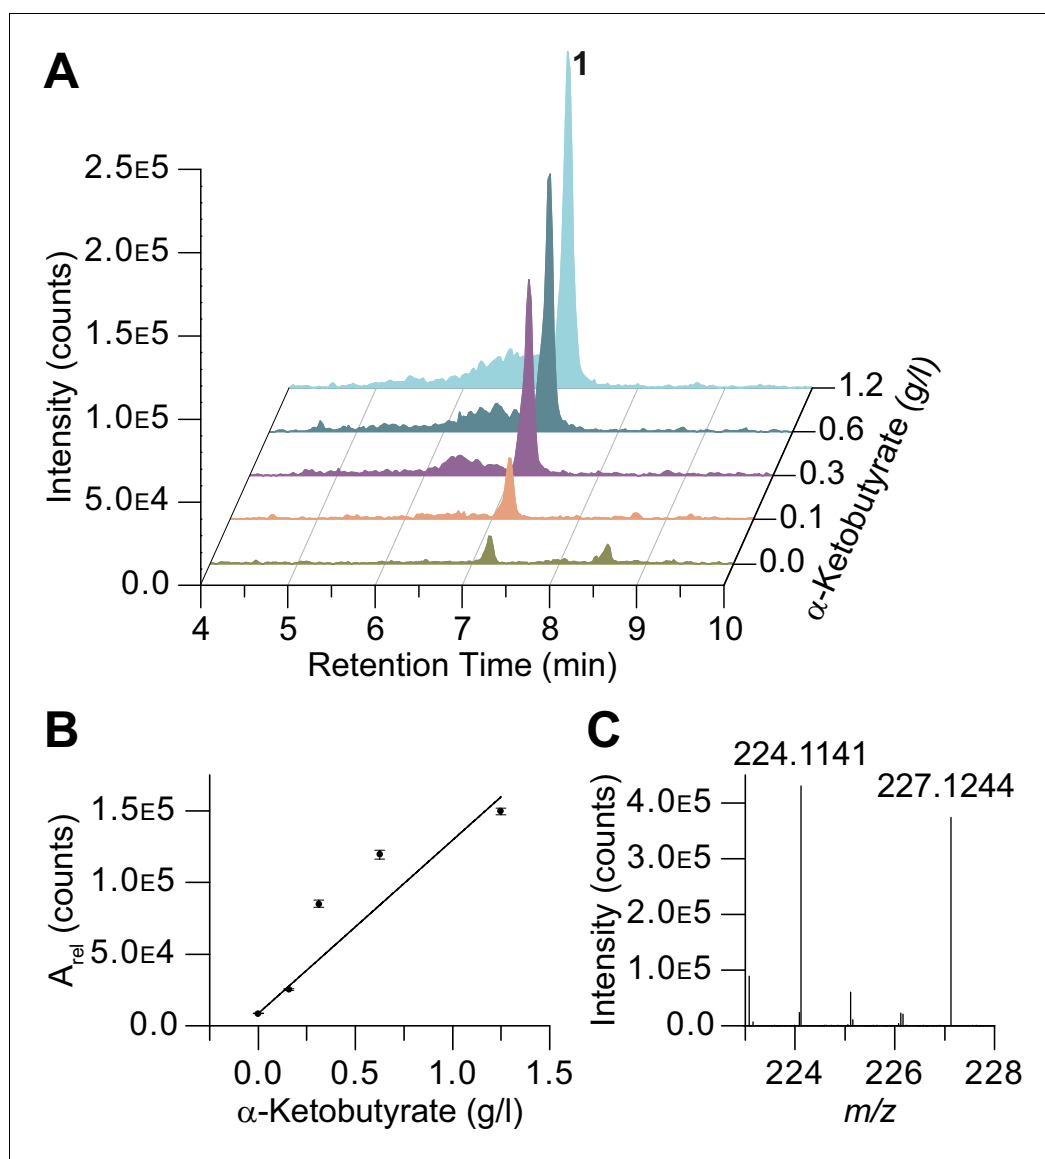 A
1
2.5E5
2.0E5
1.5E5
1.0E5
5.0E4
0.0
Intensity (counts)
1.2
0.6
0.3
0.1
0.0
α-Ketobutyrate (g/l)
4 5 6 7 8 9 10
Retention Time (min)
B
1.5E5
1.0E5
5.0E4
0.0
Arel (counts)
0.0 0.5 1.0 1.5
α-Ketobutyrate (g/l)
C
224.1141
227.1244
4.0E5
3.0E5
2.0E5
1.0E5
0.0
Intensity (counts)
224 226 228
m/z